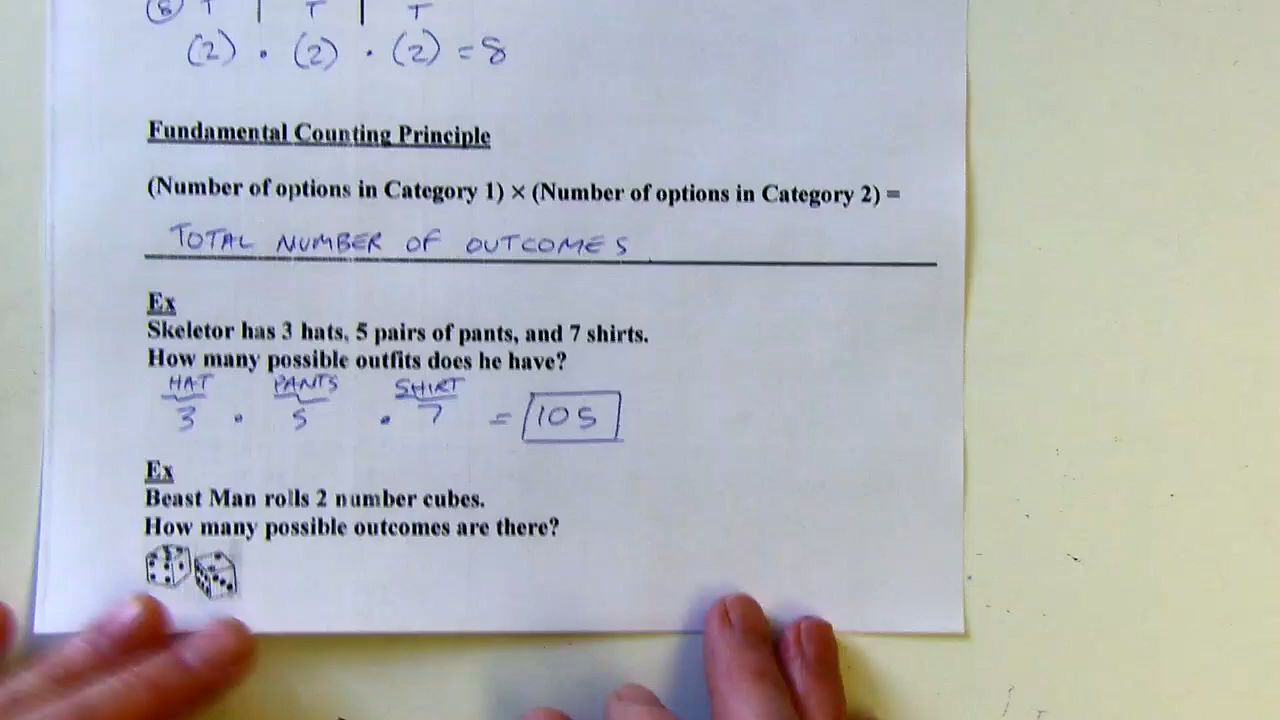 8 T | T | T
(2) · (2) · (2) = 8
Fundamental Counting Principle
(Number of options in Category 1) × (Number of options in Category 2) =
TOTAL NUMBER OF OUTCOMES
Ex
Skeletor has 3 hats, 5 pairs of pants, and 7 shirts.
How many possible outfits does he have?
HAT PANTS SHIRT
3 · 5 · 7 = 105
Ex
Beast Man rolls 2 number cubes.
How many possible outcomes are there?